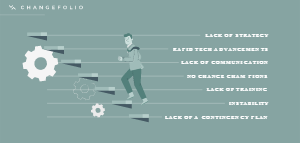 CHANGEFOLIO
LACK OF STRATEGY
RAPID TECH ADVANCEMENTS
LACK OF COMMUNICATION
NO CHANGE CHAMPIONS
LACK OF TRAINING
INSTABILITY
LACK OF A CONTINGENCY PLAN